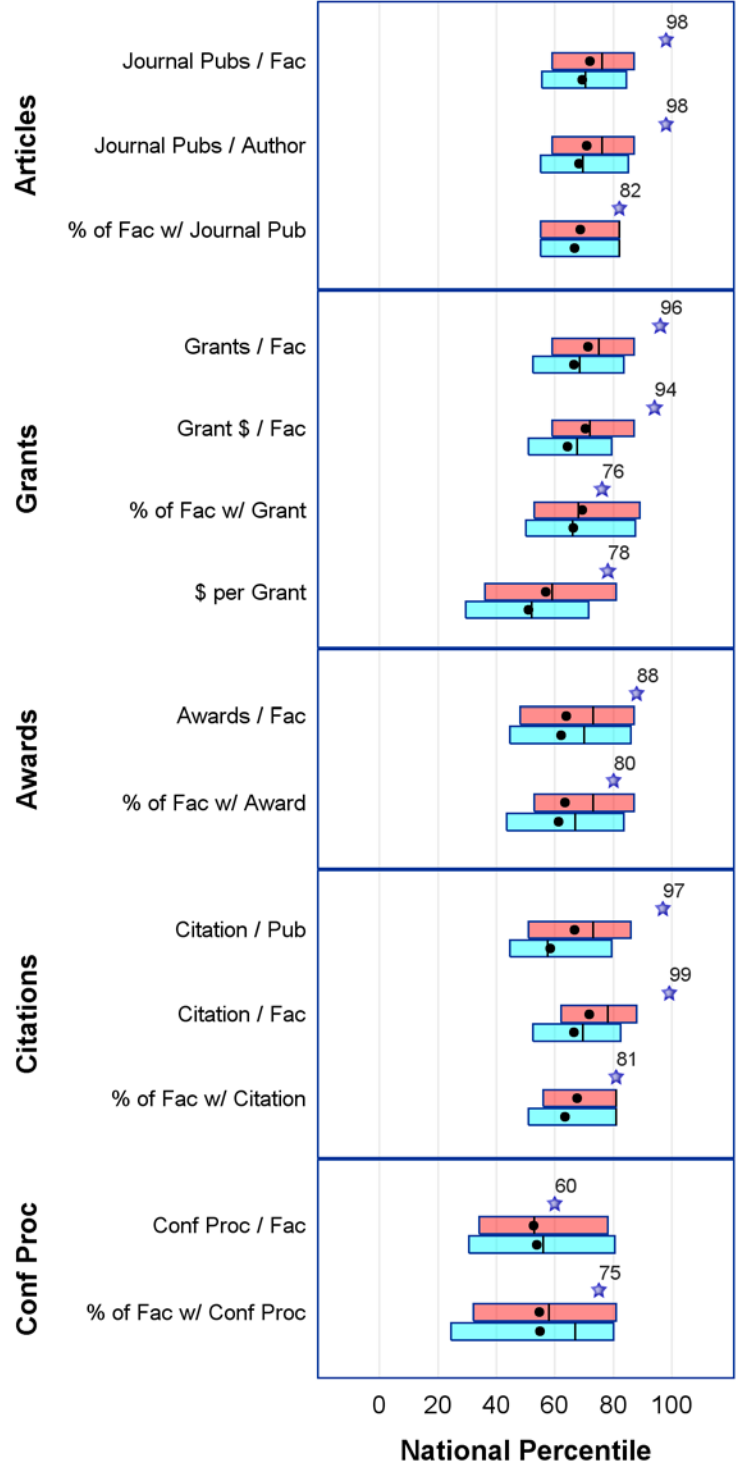 Articles
98
Journal Pubs / Fac
98
Journal Pubs / Author
82
% of Fac w/ Journal Pub
Grants
96
Grants / Fac
94
Grant $ / Fac
76
% of Fac w/ Grant
78
$ per Grant
Awards
88
Awards / Fac
80
% of Fac w/ Award
Citations
97
Citation / Pub
99
Citation / Fac
81
% of Fac w/ Citation
Conf Proc
60
Conf Proc / Fac
75
% of Fac w/ Conf Proc
0 20 40 60 80 100
National Percentile